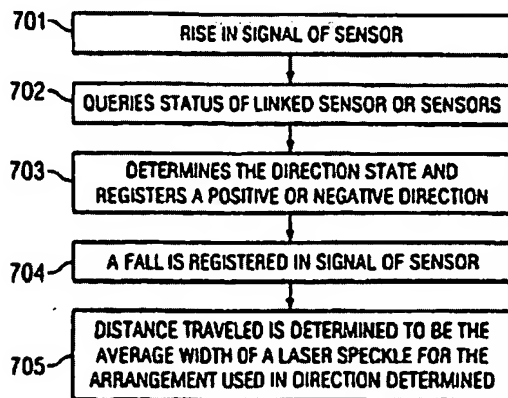 701
RISE IN SIGNAL OF SENSOR
702
QUERIES STATUS OF LINKED SENSOR OR SENSORS
703
DETERMINES THE DIRECTION STATE AND
REGISTERS A POSITIVE OR NEGATIVE DIRECTION
704
A FALL IS REGISTERED IN SIGNAL OF SENSOR
705
DISTANCE TRAVELED IS DETERMINED TO BE THE
AVERAGE WIDTH OF A LASER SPECKLE FOR THE
ARRANGEMENT USED IN DIRECTION DETERMINED